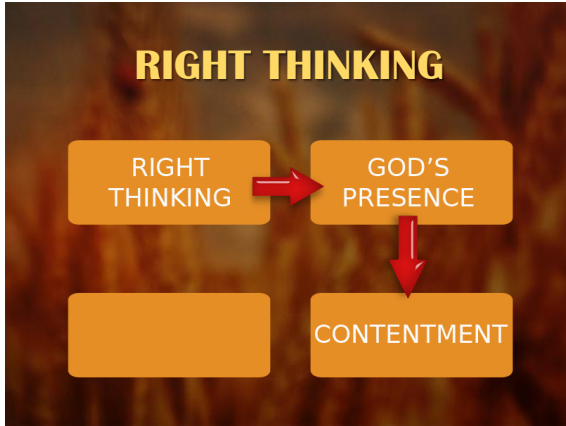 RIGHT THINKING
RIGHT
THINKING
GOD’S
PRESENCE
CONTENTMENT